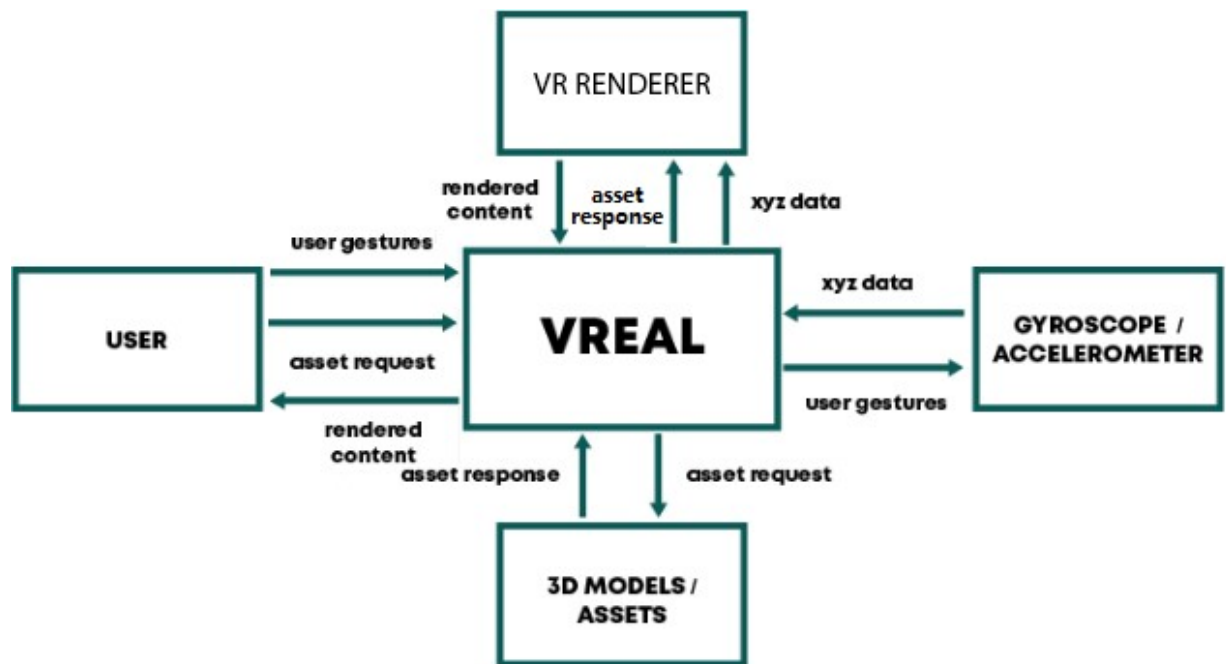 VR RENDERER
rendered
content
asset
response
xyz data
user gestures
USER
asset request
rendered
content
VREAL
xyz data
GYROSCOPE /
ACCELEROMETER
user gestures
asset response
asset request
3D MODELS /
ASSETS